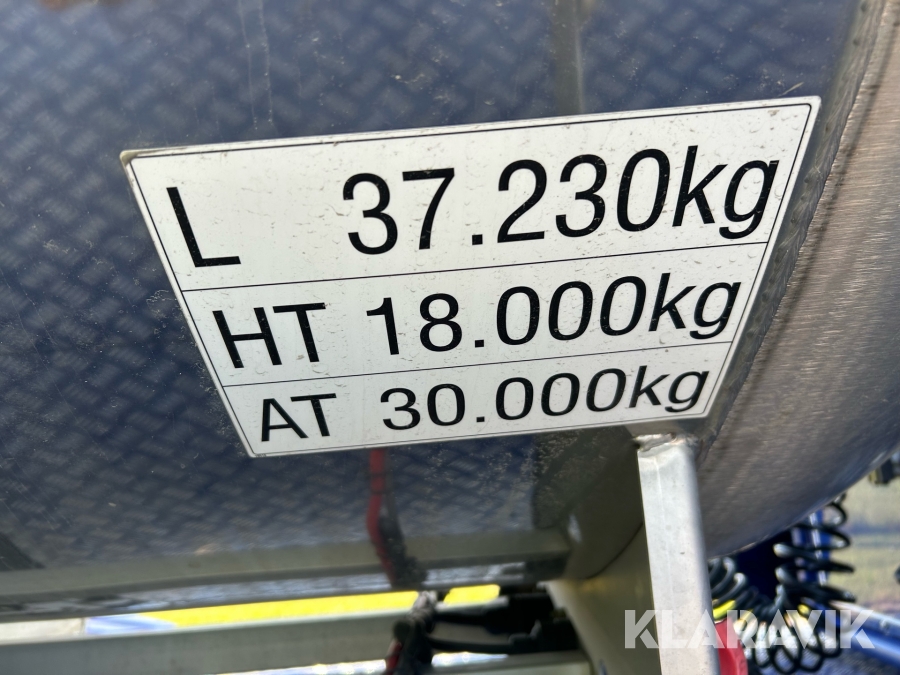 L 37.230kg
HT 18.000kg
AT 30.000kg
KLARAVIK